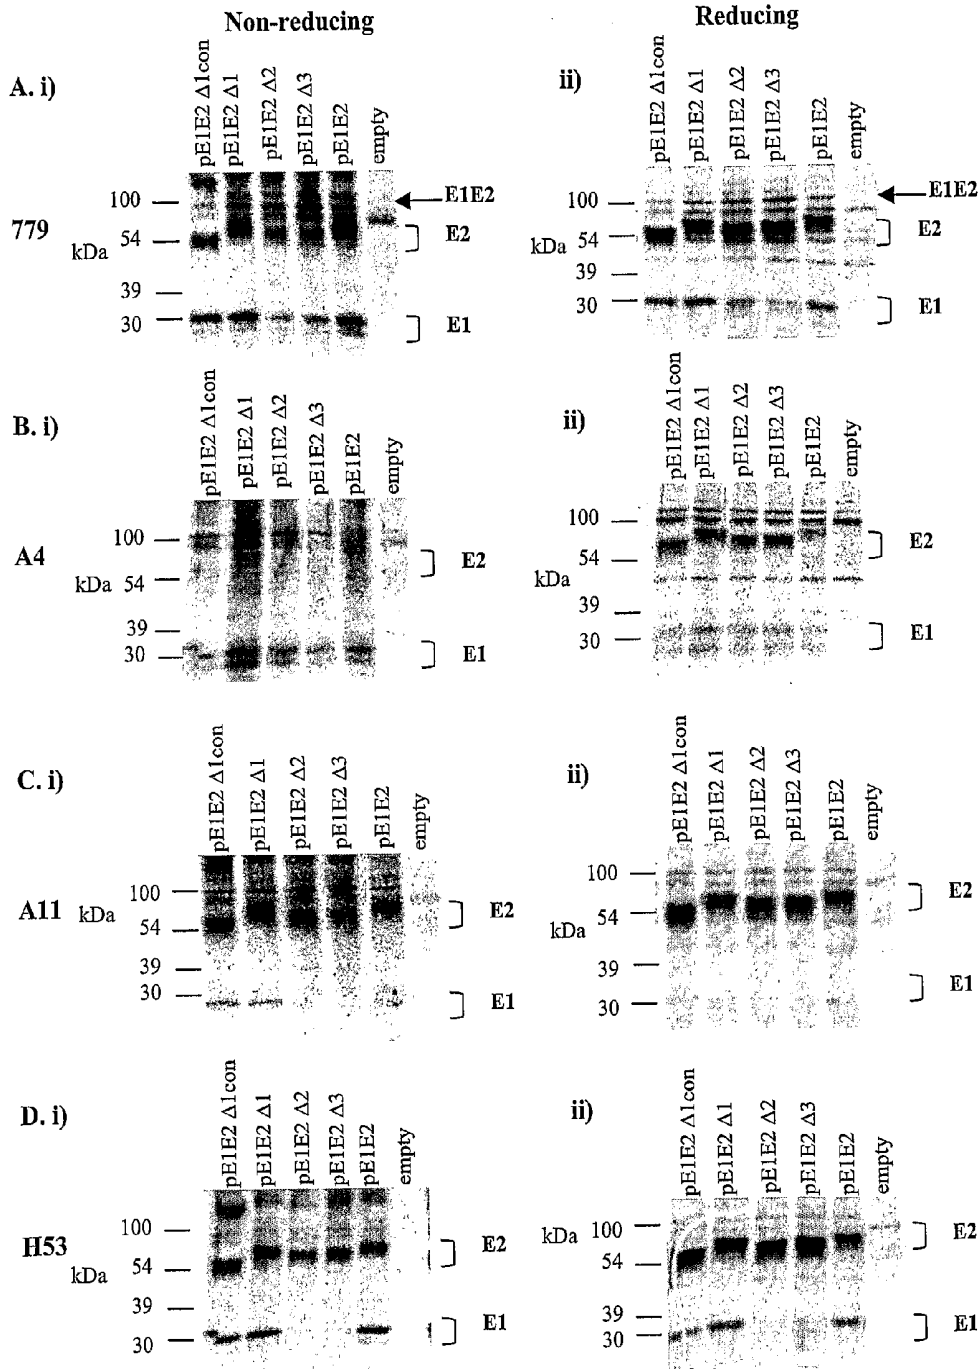 Non-reducing
Reducing
A. i)
pE1E2 Δ1con
pE1E2 Δ1
pE1E2 Δ2
pE1E2 Δ3
pE1E2
empty
ii)
pE1E2 Δ1con
pE1E2 Δ1
pE1E2 Δ2
pE1E2 Δ3
pE1E2
empty
779
100
54
kDa
39
30
E1E2
E2
E1
100
54
kDa
39
30
E1E2
E2
E1
B. i)
pE1E2 Δ1con
pE1E2 Δ1
pE1E2 Δ2
pE1E2 Δ3
pE1E2
empty
ii)
pE1E2 Δ1con
pE1E2 Δ1
pE1E2 Δ2
pE1E2 Δ3
pE1E2
empty
A4
100
kDa 54
39
30
E2
E1
100
54
kDa
39
30
E2
E1
C. i)
pE1E2 Δ1con
pE1E2 Δ1
pE1E2 Δ2
pE1E2 Δ3
pE1E2
empty
ii)
pE1E2 Δ1con
pE1E2 Δ1
pE1E2 Δ2
pE1E2 Δ3
pE1E2
empty
A11
100
kDa
54
39
30
E2
E1
100
54
kDa
39
30
E2
E1
D. i)
pE1E2 Δ1con
pE1E2 Δ1
pE1E2 Δ2
pE1E2 Δ3
pE1E2
empty
ii)
pE1E2 Δ1con
pE1E2 Δ1
pE1E2 Δ2
pE1E2 Δ3
pE1E2
empty
H53
100
54
kDa
39
30
E2
E1
kDa 100
54
39
30
E2
E1